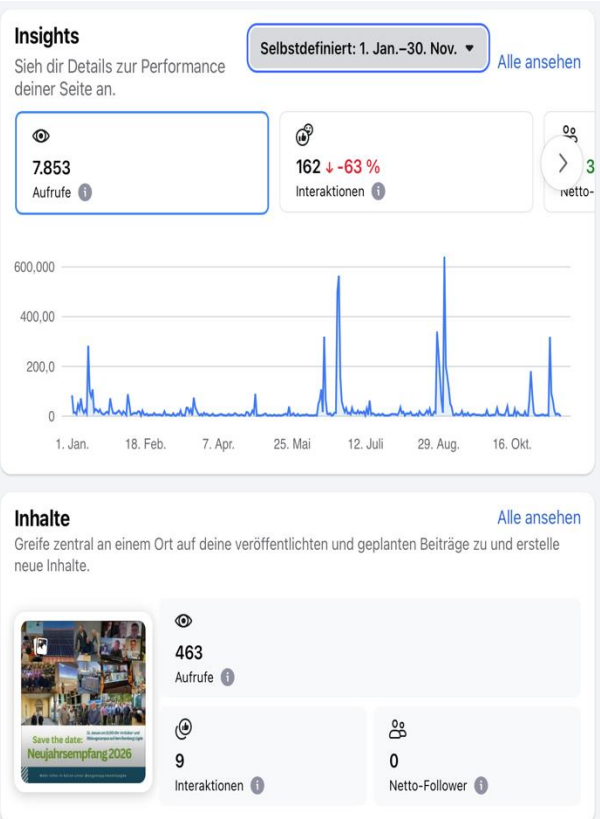 Insights
Selbstdefiniert: 1. Jan.–30. Nov.
Alle ansehen
Sieh dir Details zur Performance
deiner Seite an.
7.853
Aufrufe
162 ↓ -63 %
Interaktionen
3
Netto-
600,000
400,00
200,0
0
1. Jan.
18. Feb.
7. Apr.
25. Mai
12. Juli
29. Aug.
16. Okt.
Inhalte
Alle ansehen
Greife zentral an einem Ort auf deine veröffentlichten und geplanten Beiträge zu und erstelle
neue Inhalte.
463
Aufrufe
Save the date:
Neujahrsempfang 2026
9
Interaktionen
0
Netto-Follower